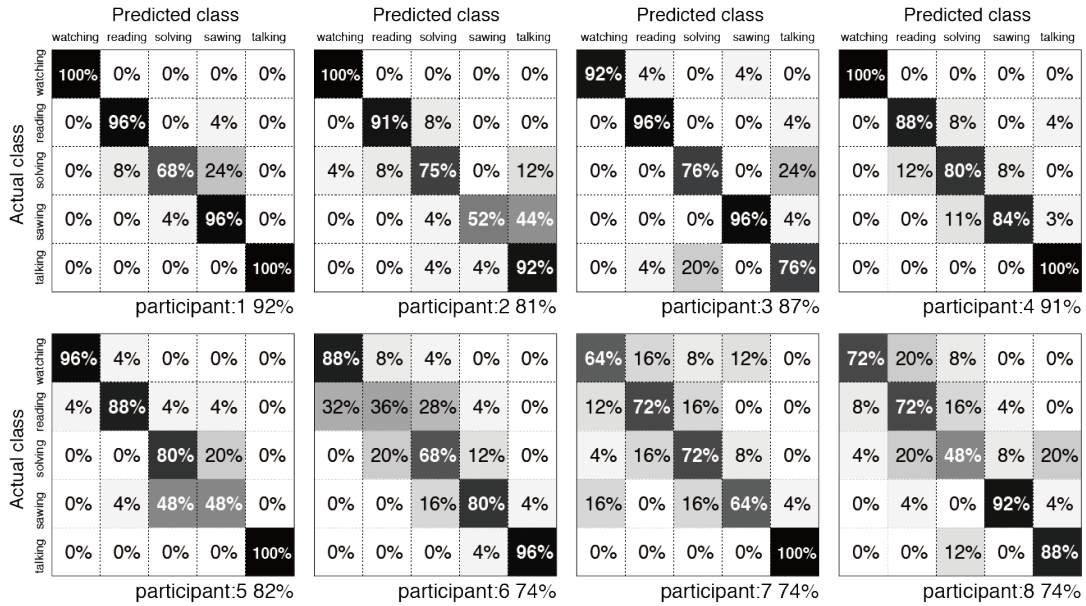 Predicted class Predicted class Predicted class Predicted class
watching reading solving sawing talking watching reading solving sawing talking watching reading solving sawing talking watching reading solving sawing talking
Actual class
watching 100% 0% 0% 0% 0% 100% 0% 0% 0% 0% 92% 4% 0% 4% 0% 100% 0% 0% 0% 0%
reading 0% 96% 0% 4% 0% 0% 91% 8% 0% 0% 0% 96% 0% 0% 4% 0% 88% 8% 0% 4%
solving 0% 8% 68% 24% 0% 4% 8% 75% 0% 12% 0% 0% 76% 0% 24% 0% 12% 80% 8% 0%
sawing 0% 0% 4% 96% 0% 0% 0% 4% 52% 44% 0% 0% 0% 96% 4% 0% 0% 11% 84% 3%
talking 0% 0% 0% 0% 100% 0% 0% 4% 4% 92% 0% 4% 20% 0% 76% 0% 0% 0% 0% 100%
participant:1 92% participant:2 81% participant:3 87% participant:4 91%
Actual class
watching 96% 4% 0% 0% 0% 88% 8% 4% 0% 0% 64% 16% 8% 12% 0% 72% 20% 8% 0% 0%
reading 4% 88% 4% 4% 0% 32% 36% 28% 4% 0% 12% 72% 16% 0% 0% 8% 72% 16% 4% 0%
solving 0% 0% 80% 20% 0% 0% 20% 68% 12% 0% 4% 16% 72% 8% 0% 4% 20% 48% 8% 20%
sawing 0% 4% 48% 48% 0% 0% 0% 16% 80% 4% 16% 0% 16% 64% 4% 0% 4% 0% 92% 4%
talking 0% 0% 0% 0% 100% 0% 0% 0% 4% 96% 0% 0% 0% 0% 100% 0% 0% 12% 0% 88%
participant:5 82% participant:6 74% participant:7 74% participant:8 74%